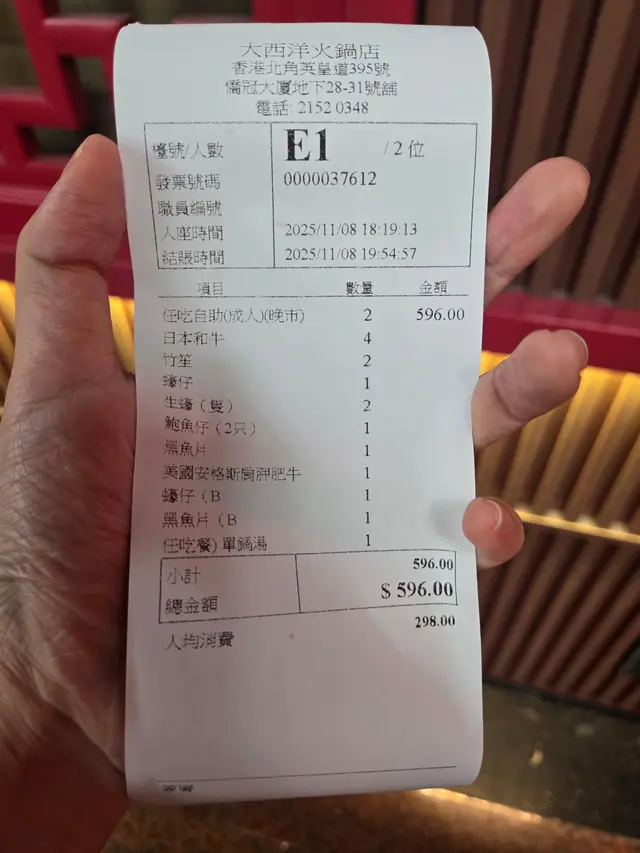 大西洋火鍋店
香港北角英皇道395號
僑冠大廈地下28-31號舖
電話: 2152 0348
檯號/人數 E1 / 2 位
發票號碼 0000037612
職員編號
入座時間 2025/11/08 18:19:13
結賬時間 2025/11/08 19:54:57
項目 數量 金額
任吃自助(成人)(晚市) 2 596.00
日本和牛 4
竹笙 2
蠔仔 1
生蠔（隻） 2
鮑魚仔（2只） 1
黑魚片 1
美國安格斯肩胛肥牛 1
蠔仔（B 1
黑魚片（B 1
任吃餐) 單鍋湯 1
小計 596.00
總金額 $ 596.00
人均消費 298.00